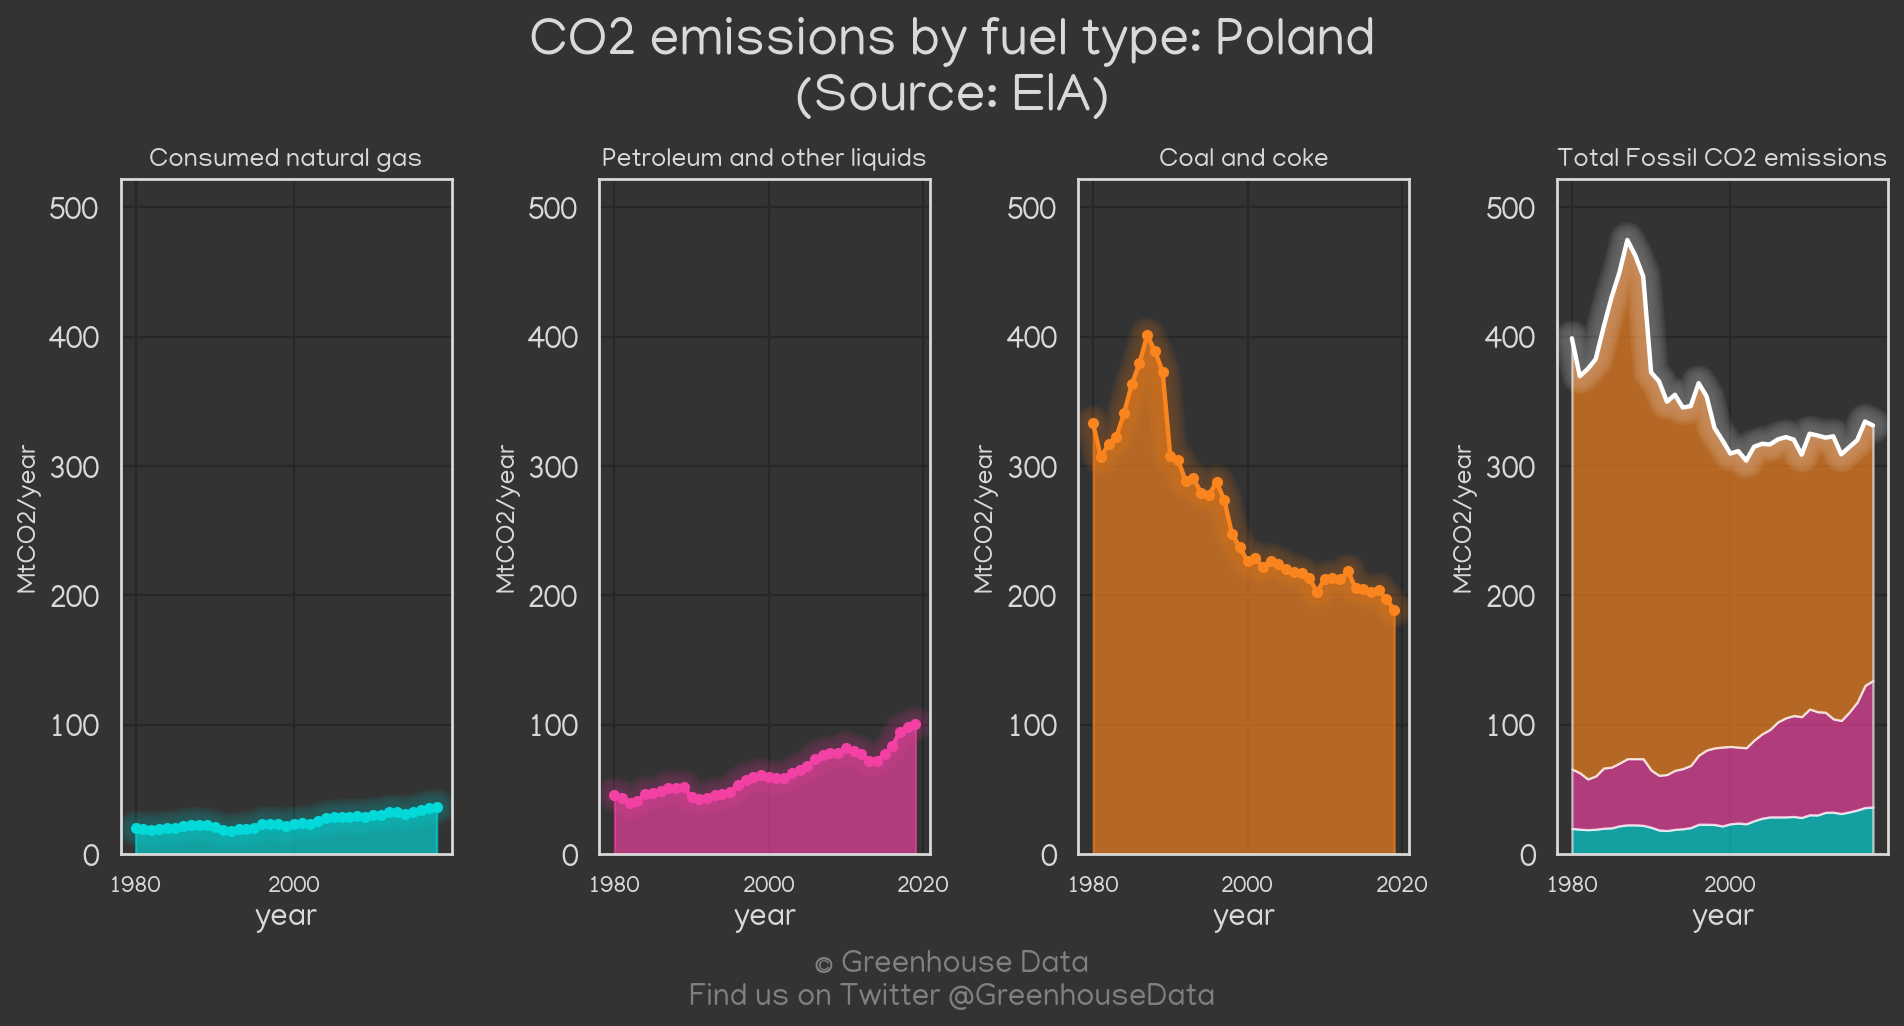 CO2 emissions by fuel type: Poland
(Source: EIA)
Consumed natural gas
MtCO2/year
500
400
300
200
100
0
1980
2000
year
Petroleum and other liquids
MtCO2/year
500
400
300
200
100
0
1980
2000
2020
year
Coal and coke
MtCO2/year
500
400
300
200
100
0
1980
2000
2020
year
Total Fossil CO2 emissions
MtCO2/year
500
400
300
200
100
0
1980
2000
year
© Greenhouse Data
Find us on Twitter @GreenhouseData